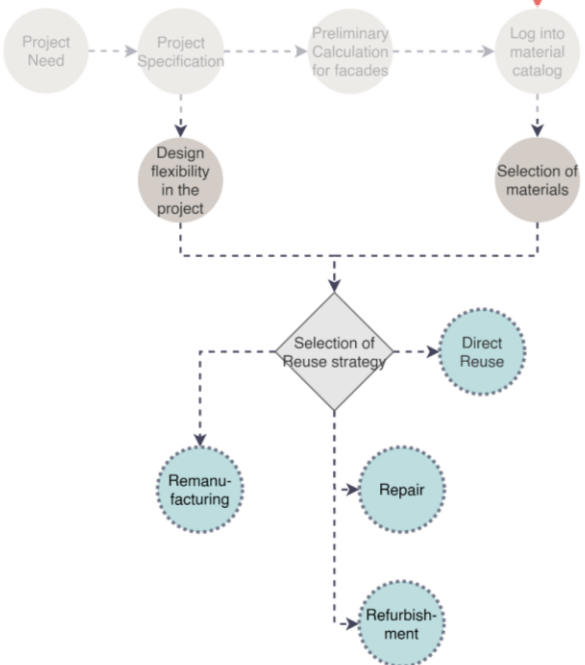 Project
Need
Project
Specification
Preliminary
Calculation
for facades
Log into
material
catalog
Design
flexibility
in the
project
Selection of
materials
Selection of
Reuse strategy
Direct
Reuse
Remanu-
facturing
Repair
Refurbish-
ment